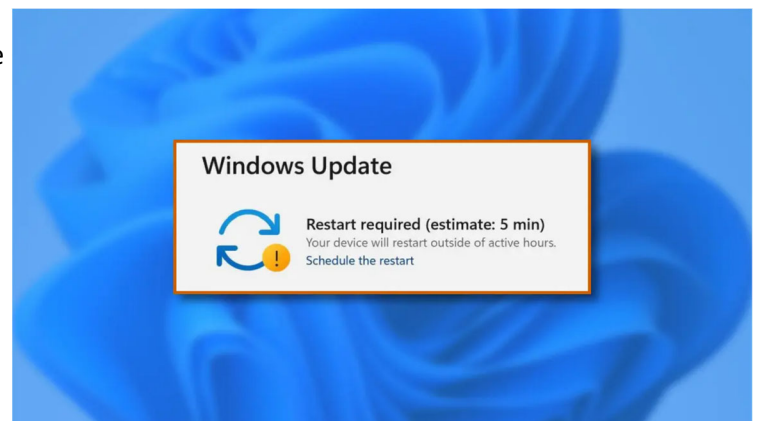 e
Windows Update
Restart required (estimate: 5 min)
Your device will restart outside of active hours.
Schedule the restart